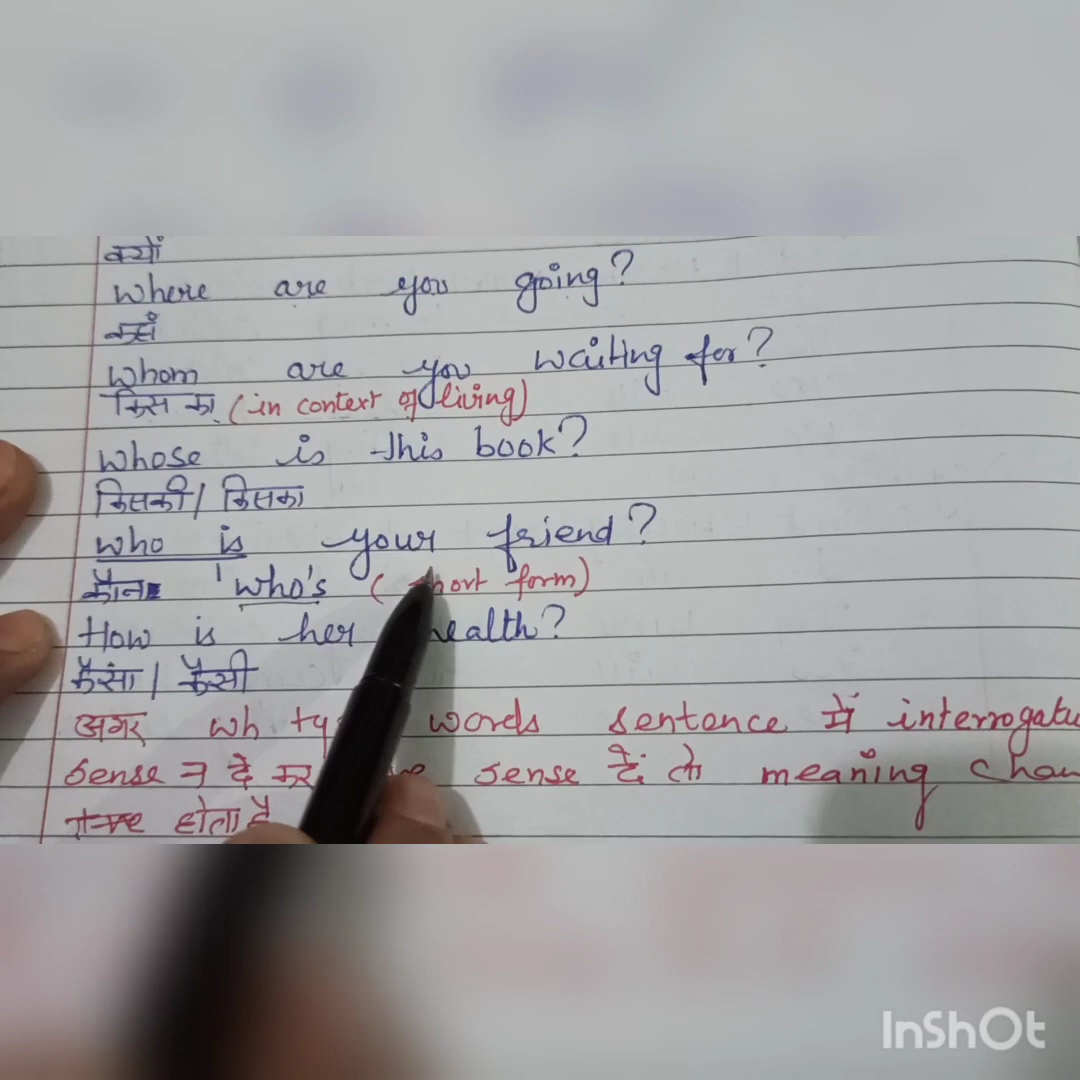 क्यों
where are you going?
कहाँ
whom are you waiting for?
किस का (in context of living)
whose is this book?
किसकी / किसका
who is your friend?
कौन who's (short form)
How is her health?
कैसा / कैसी
अगर wh words sentence में
sense न दे कर sense दें तो meaning
होता है
InShOt